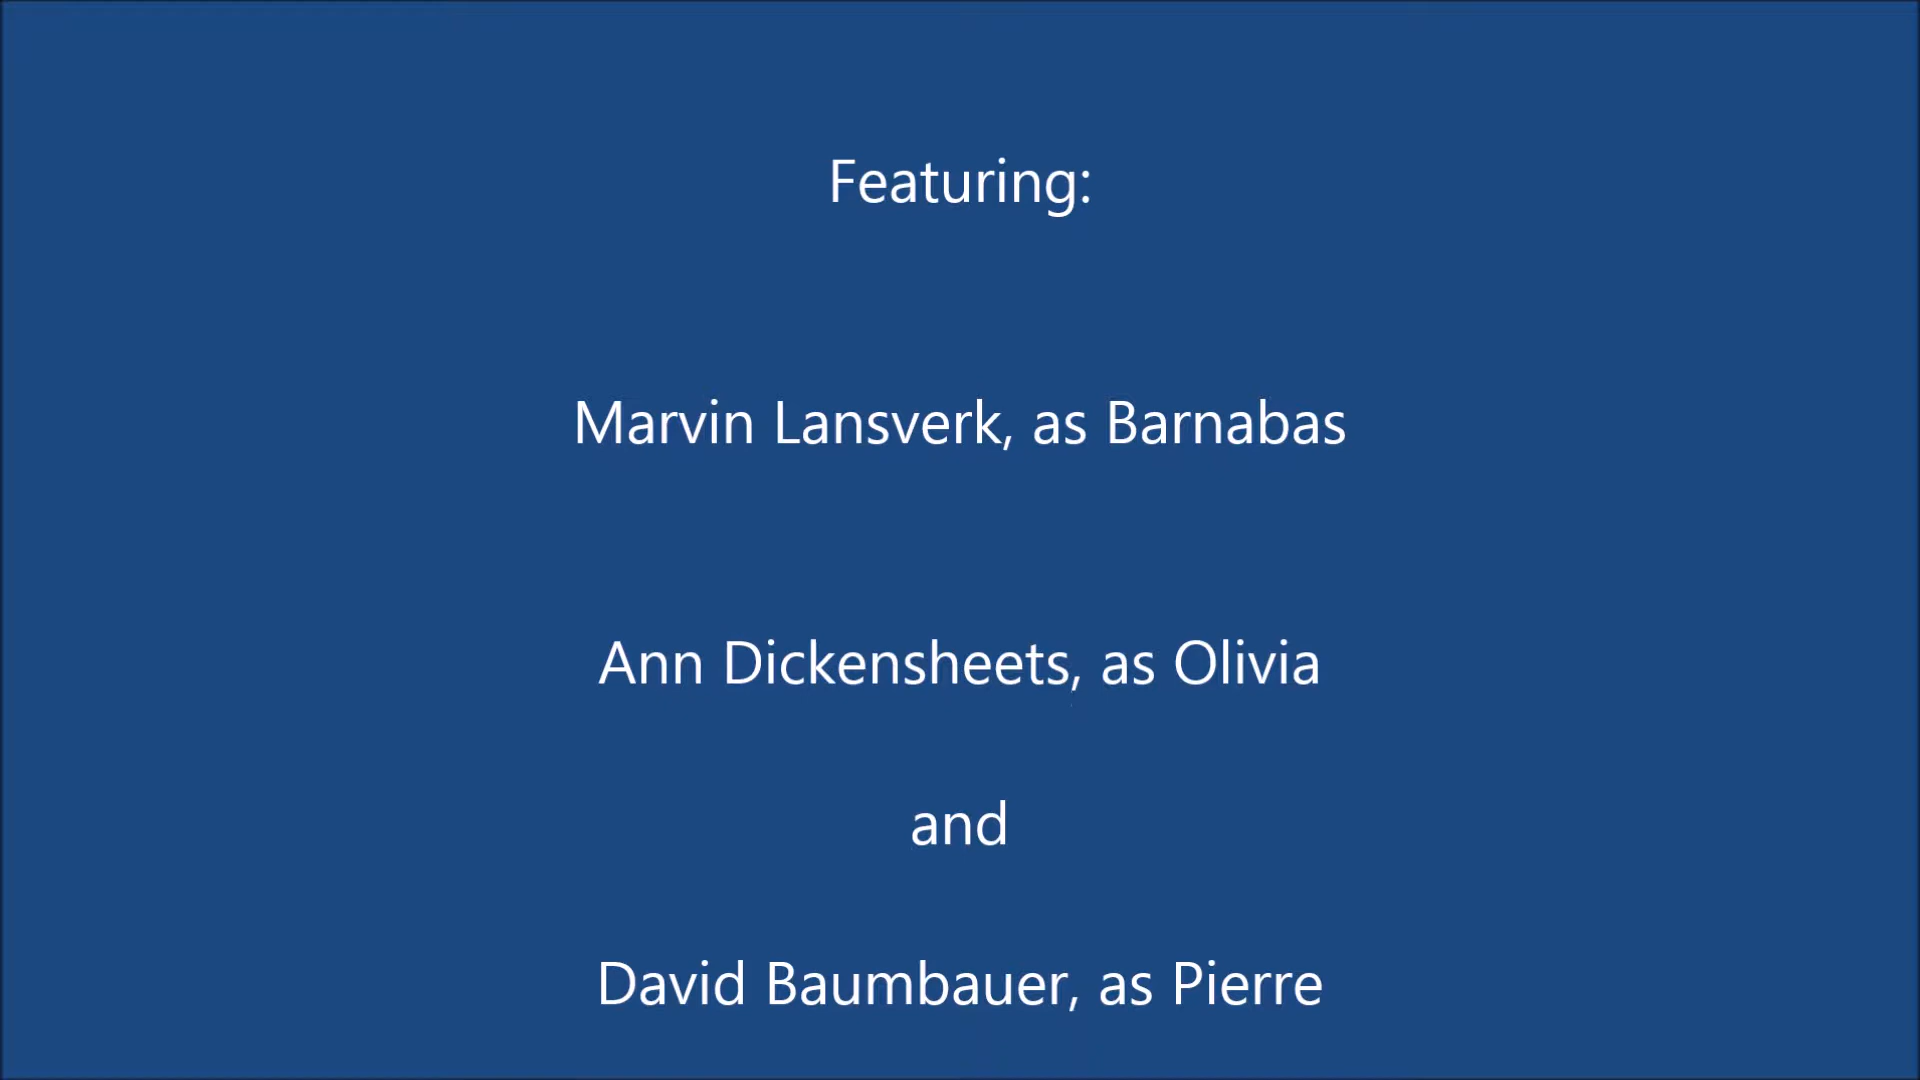 Featuring:
Marvin Lansverk, as Barnabas
Ann Dickensheets, as Olivia
and
David Baumbauer, as Pierre